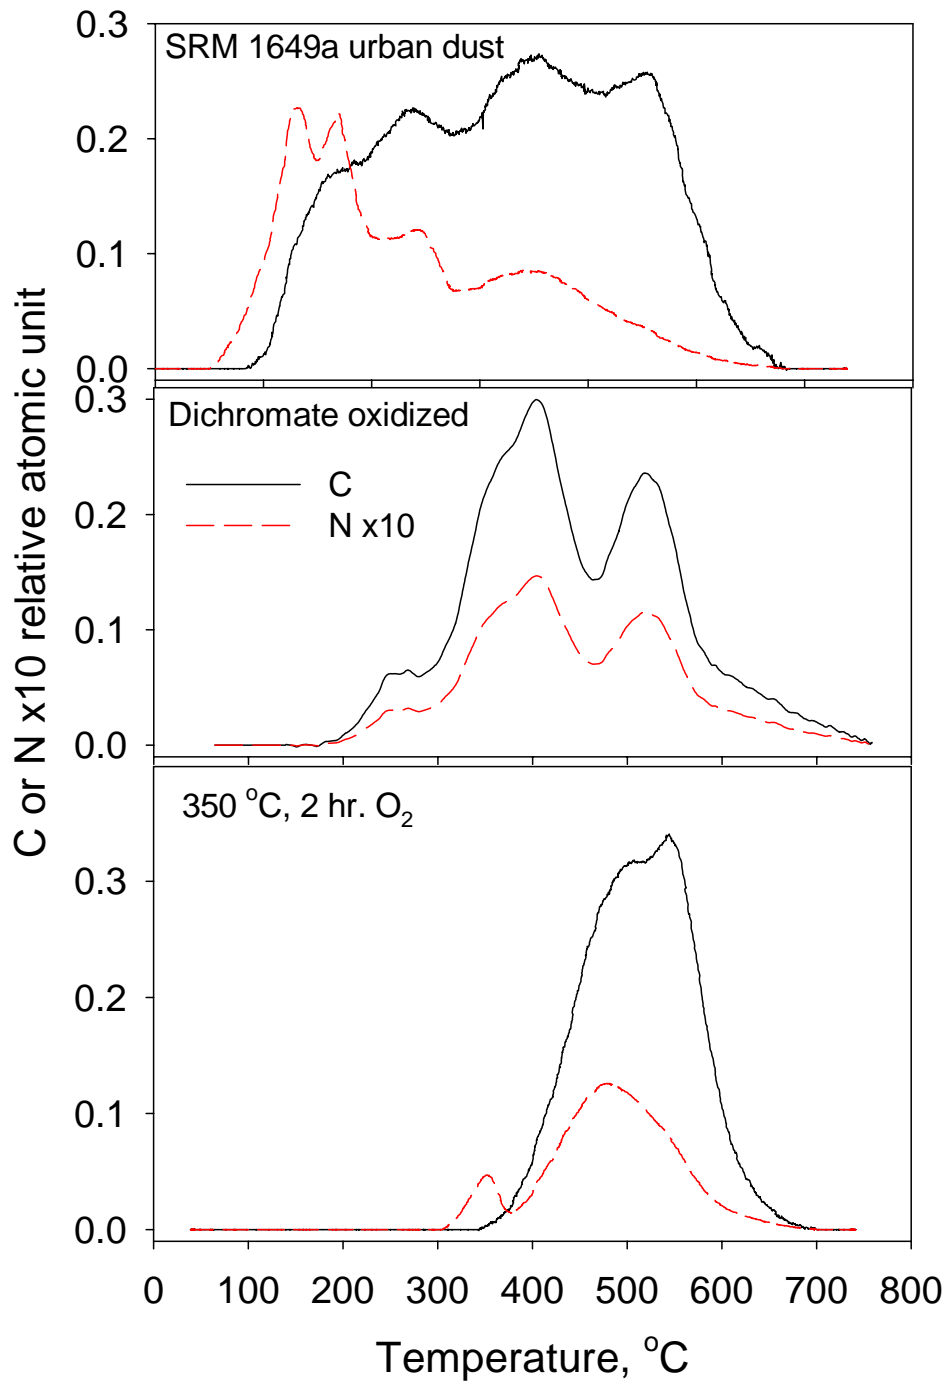 C or N x10 relative atomic unit
SRM 1649a urban dust
0.3
0.2
0.1
0.0
Dichromate oxidized
C
N x10
0.3
0.2
0.1
0.0
350 °C, 2 hr. O₂
0.3
0.2
0.1
0.0
0 100 200 300 400 500 600 700 800
Temperature, °C